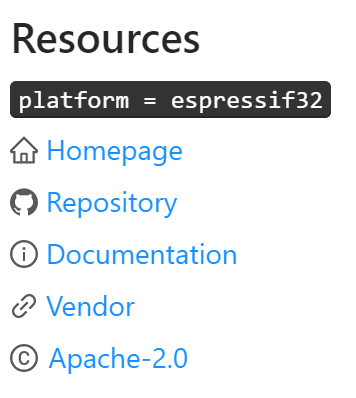 Resources
platform = espressif32
Homepage
Repository
Documentation
Vendor
Apache-2.0